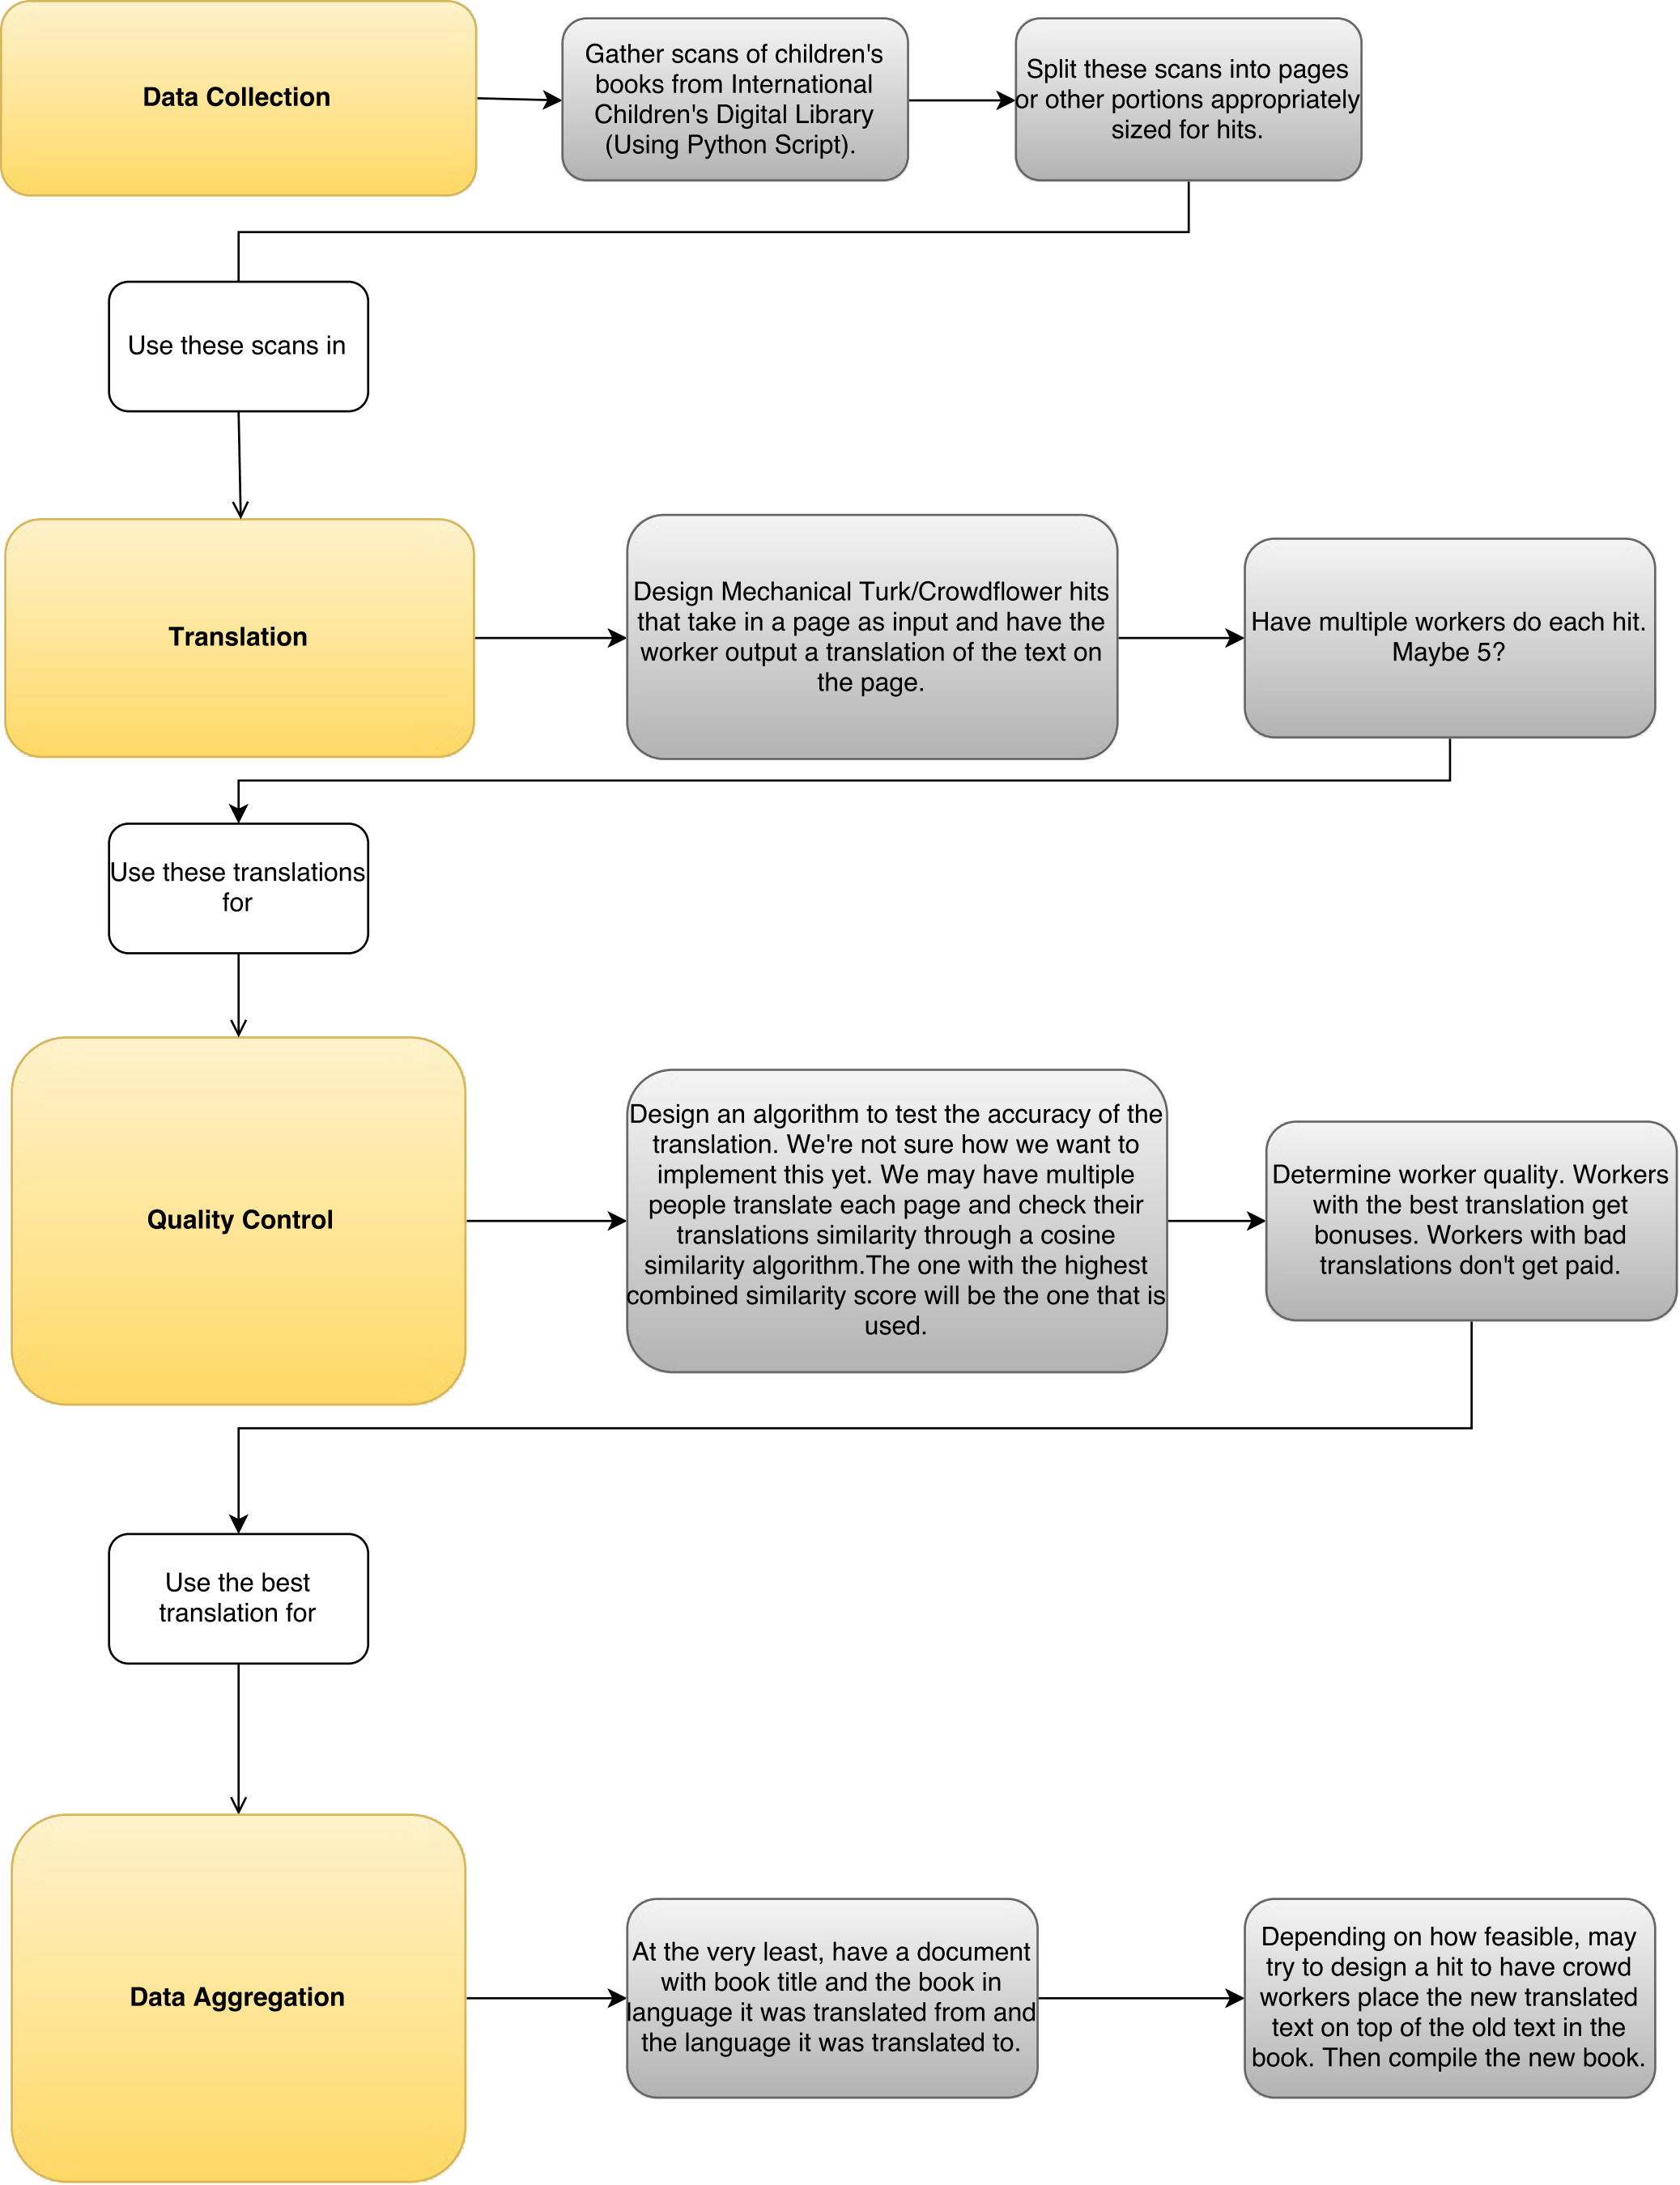 Data Collection
Gather scans of children's
books from International
Children's Digital Library
(Using Python Script).
Split these scans into pages
or other portions appropriately
sized for hits.
Use these scans in
Translation
Design Mechanical Turk/Crowdflower hits
that take in a page as input and have the
worker output a translation of the text on
the page.
Have multiple workers do each hit.
Maybe 5?
Use these translations
for
Quality Control
Design an algorithm to test the accuracy of the
translation. We're not sure how we want to
implement this yet. We may have multiple
people translate each page and check their
translations similarity through a cosine
similarity algorithm.The one with the highest
combined similarity score will be the one that is
used.
Determine worker quality. Workers
with the best translation get
bonuses. Workers with bad
translations don't get paid.
Use the best
translation for
Data Aggregation
At the very least, have a document
with book title and the book in
language it was translated from and
the language it was translated to.
Depending on how feasible, may
try to design a hit to have crowd
workers place the new translated
text on top of the old text in the
book. Then compile the new book.